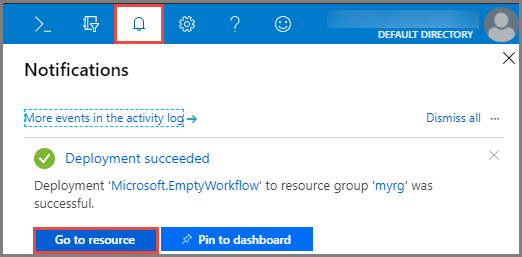 DEFAULT DIRECTORY
Notifications
More events in the activity log
Dismiss all
Deployment succeeded
Deployment 'Microsoft.EmptyWorkflow' to resource group 'myrg' was
successful.
Go to resource
Pin to dashboard